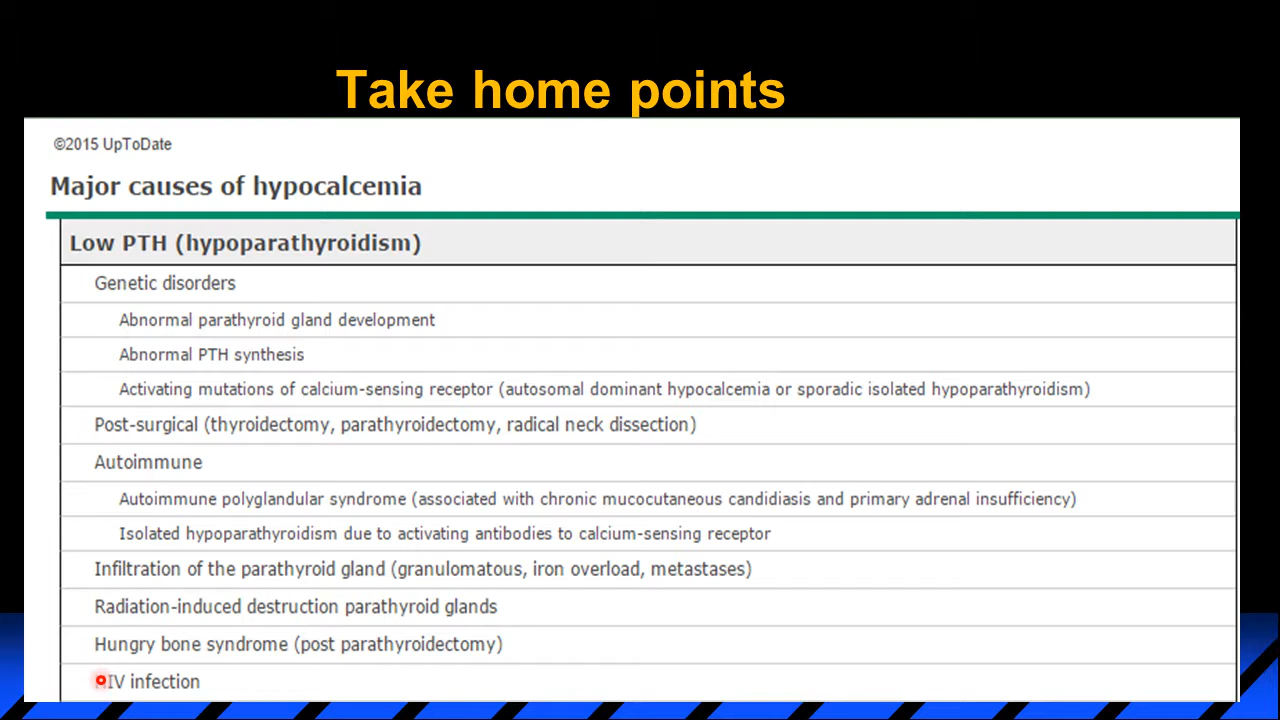 Take home points
©2015 UpToDate
Major causes of hypocalcemia
Low PTH (hypoparathyroidism)
Genetic disorders
Abnormal parathyroid gland development
Abnormal PTH synthesis
Activating mutations of calcium-sensing receptor (autosomal dominant hypocalcemia or sporadic isolated hypoparathyroidism)
Post-surgical (thyroidectomy, parathyroidectomy, radical neck dissection)
Autoimmune
Autoimmune polyglandular syndrome (associated with chronic mucocutaneous candidiasis and primary adrenal insufficiency)
Isolated hypoparathyroidism due to activating antibodies to calcium-sensing receptor
Infiltration of the parathyroid gland (granulomatous, iron overload, metastases)
Radiation-induced destruction parathyroid glands
Hungry bone syndrome (post parathyroidectomy)
HIV infection